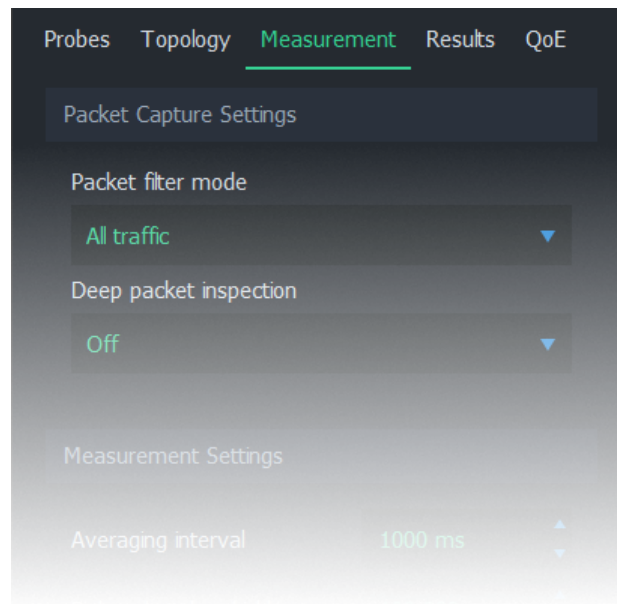 Probes Topology Measurement Results QoE
Packet Capture Settings
Packet filter mode
All traffic
Deep packet inspection
Off
Measurement Settings
Averaging interval 1000 ms